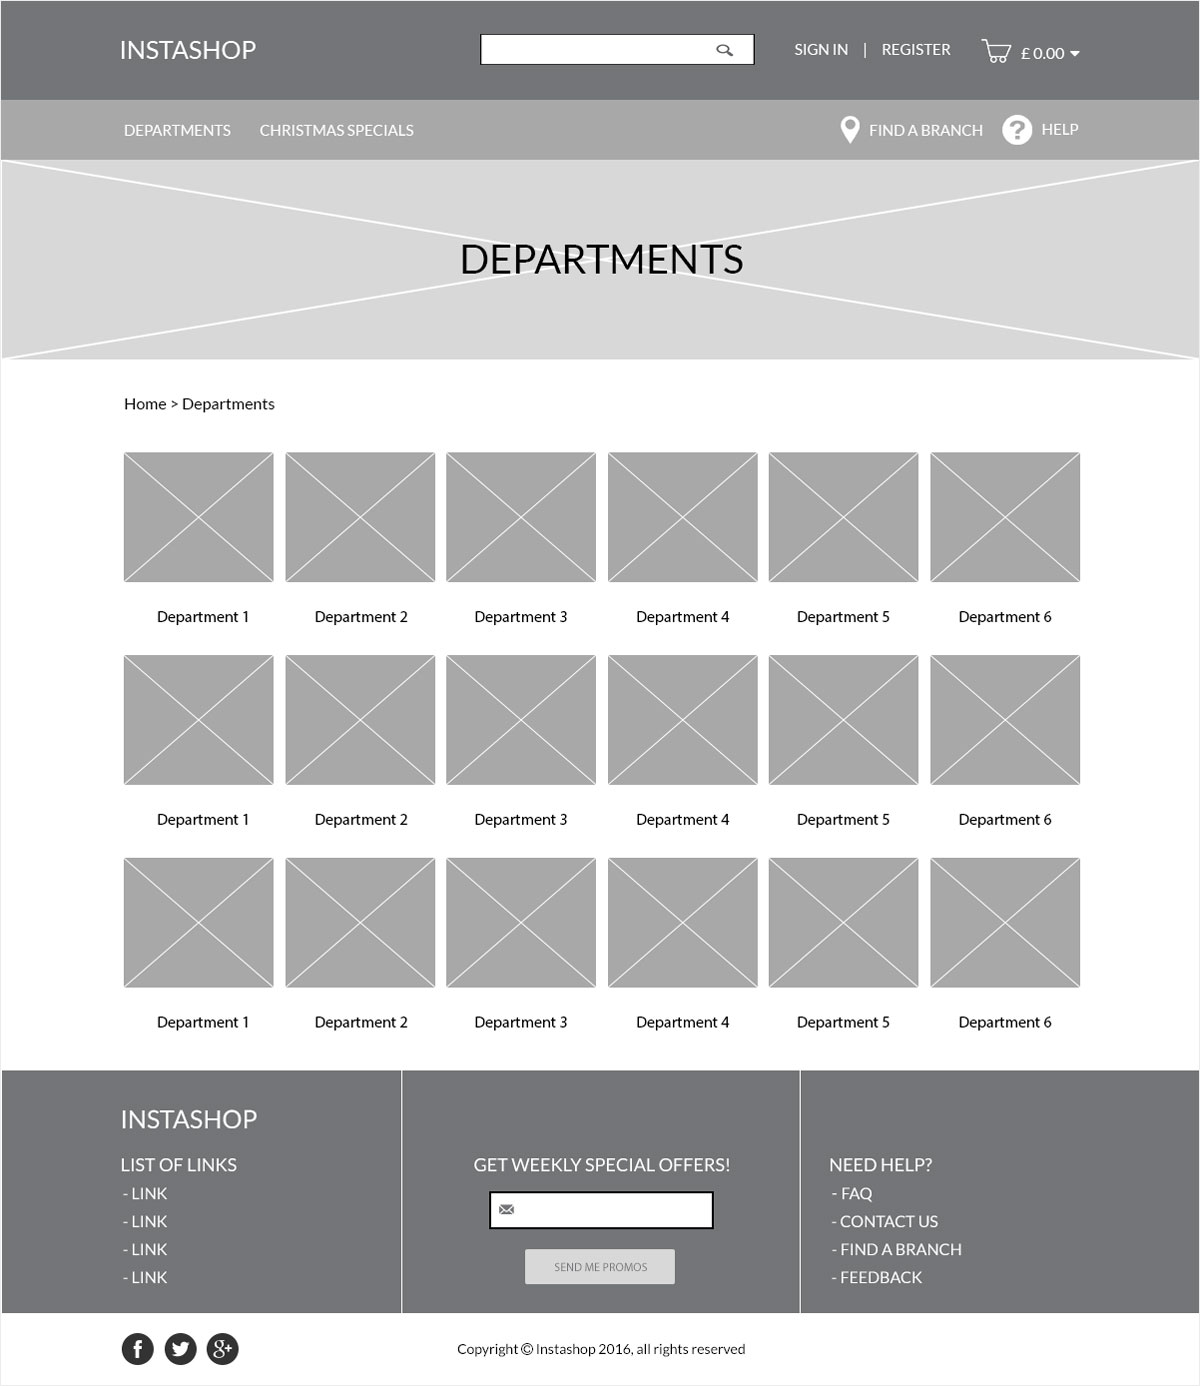 INSTASHOP
SIGN IN | REGISTER
£ 0.00
DEPARTMENTS CHRISTMAS SPECIALS
FIND A BRANCH
HELP
DEPARTMENTS
Home > Departments
Department 1 Department 2 Department 3 Department 4 Department 5 Department 6
Department 1 Department 2 Department 3 Department 4 Department 5 Department 6
Department 1 Department 2 Department 3 Department 4 Department 5 Department 6
INSTASHOP
LIST OF LINKS
- LINK
- LINK
- LINK
- LINK
GET WEEKLY SPECIAL OFFERS!
SEND ME PROMOS
NEED HELP?
- FAQ
- CONTACT US
- FIND A BRANCH
- FEEDBACK
Copyright © Instashop 2016, all rights reserved